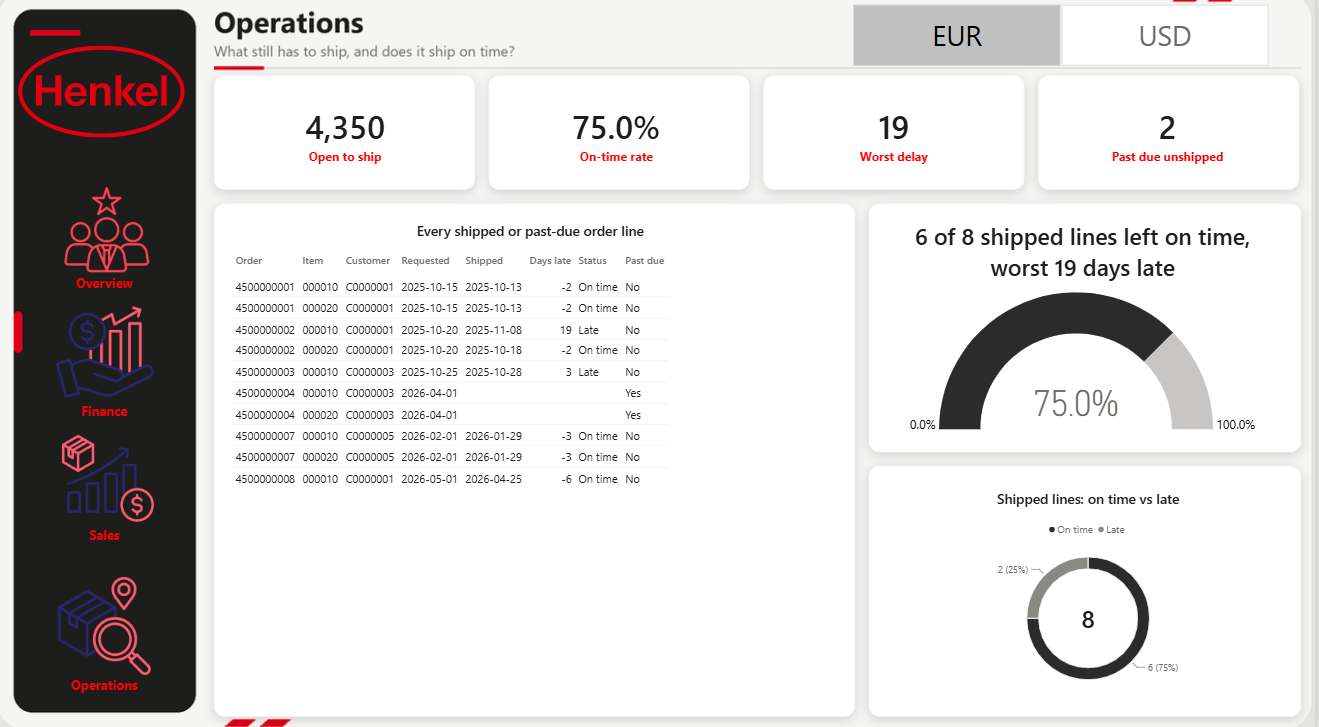 Henkel
Overview
Finance
Sales
Operations
Operations
What still has to ship, and does it ship on time?
EUR
USD
4,350
Open to ship
75.0%
On-time rate
19
Worst delay
2
Past due unshipped
Every shipped or past-due order line
Order Item Customer Requested Shipped Days late Status Past due
4500000001 000010 C0000001 2025-10-15 2025-10-13 -2 On time No
4500000001 000020 C0000001 2025-10-15 2025-10-13 -2 On time No
4500000002 000010 C0000001 2025-10-20 2025-11-08 19 Late No
4500000002 000020 C0000001 2025-10-20 2025-10-18 -2 On time No
4500000003 000010 C0000003 2025-10-25 2025-10-28 3 Late No
4500000004 000010 C0000003 2026-04-01 Yes
4500000004 000020 C0000003 2026-04-01 Yes
4500000007 000010 C0000005 2026-02-01 2026-01-29 -3 On time No
4500000007 000020 C0000005 2026-02-01 2026-01-29 -3 On time No
4500000008 000010 C0000001 2026-05-01 2026-04-25 -6 On time No
6 of 8 shipped lines left on time,
worst 19 days late
75.0%
0.0%
100.0%
Shipped lines: on time vs late
On time Late
2 (25%)
8
6 (75%)